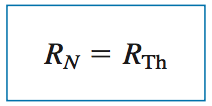 R_N = R_Th